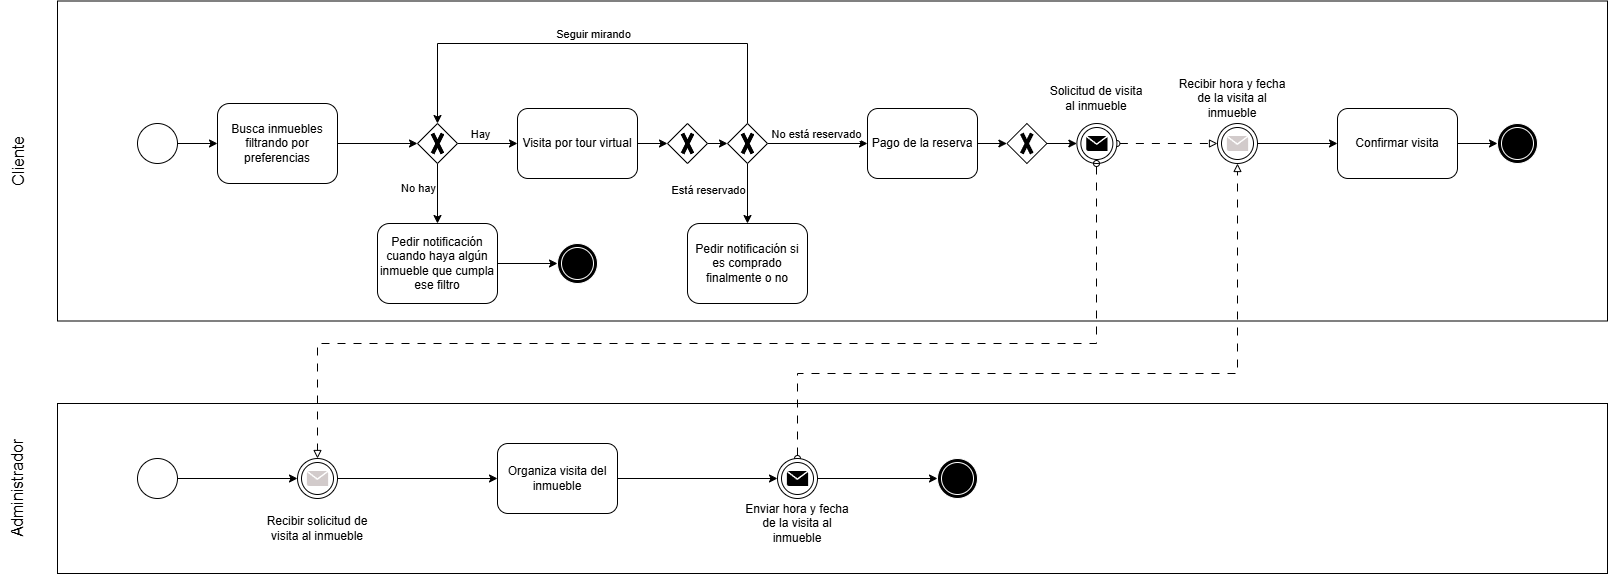 Cliente
Seguir mirando
Busca inmuebles
filtrando por
preferencias
Hay
No hay
Visita por tour virtual
No está reservado
Está reservado
Pago de la reserva
Solicitud de visita
al inmueble
Recibir hora y fecha
de la visita al
inmueble
Confirmar visita
Pedir notificación
cuando haya algún
inmueble que cumpla
ese filtro
Pedir notificación si
es comprado
finalmente o no
Administrador
Recibir solicitud de
visita al inmueble
Organiza visita del
inmueble
Enviar hora y fecha
de la visita al
inmueble